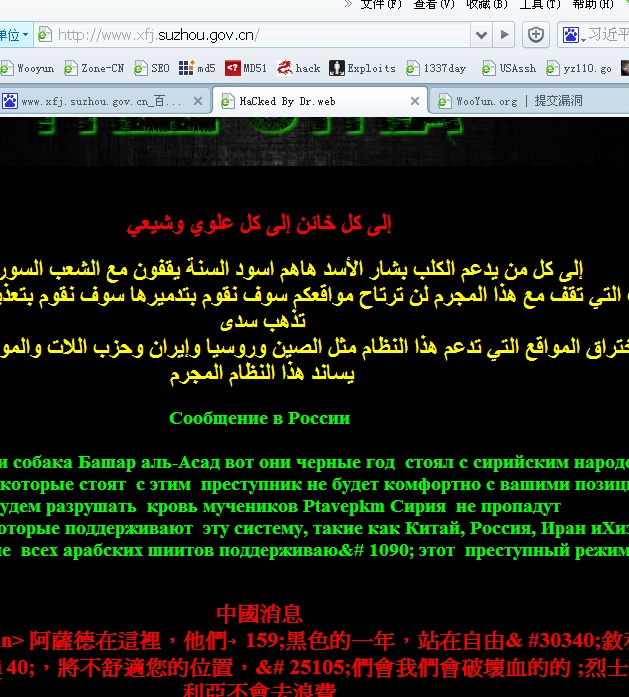 » 文件(F) 查看(V) 收藏(B) 工具(T) 帮助(H)
单位 http://www.xfj.suzhou.gov.cn/ 习近平
Wooyun Zone-CN SEO md5 MD51 hack Exploits 1337day USAssh yz110.go
www.xfj.suzhou.gov.cn_百... HaCked By Dr.web WooYun.org | 提交漏洞
إلى كل خائن إلى كل علوي وشيعي
إلى كل من يدعم الكلب بشار الأسد هاهم اسود السنة يقفون مع الشعب السور
التي تقف مع هذا المجرم لن ترتاح مواقعكم سوف نقوم بتدميرها سوف نقوم بتعذي
تذهب سدى
ختراق المواقع التي تدعم هذا النظام مثل الصين وروسيا وإيران وحزب اللات والمو
يساند هذا النظام المجرم
Сообщение в России
и собака Башар аль-Асад вот они черные год стоял с сирийским народо
которые стоят с этим преступник не будет комфортно с вашими позиц
удем разрушать кровь мучеников Ptavepkm Сирия не пропадут
оторые поддерживают эту систему, такие как Китай, Россия, Иран иХиз
ие всех арабских шиитов поддерживаю&# 1090; этот преступный режим
中國消息
n> 阿薩德在這裡，他們 159;黑色的一年，站在自由& #30340;敘利
40;，將不舒適您的位置，&# 25105;們會我們會破壞血的的 ;烈士
利亞不會去浪費